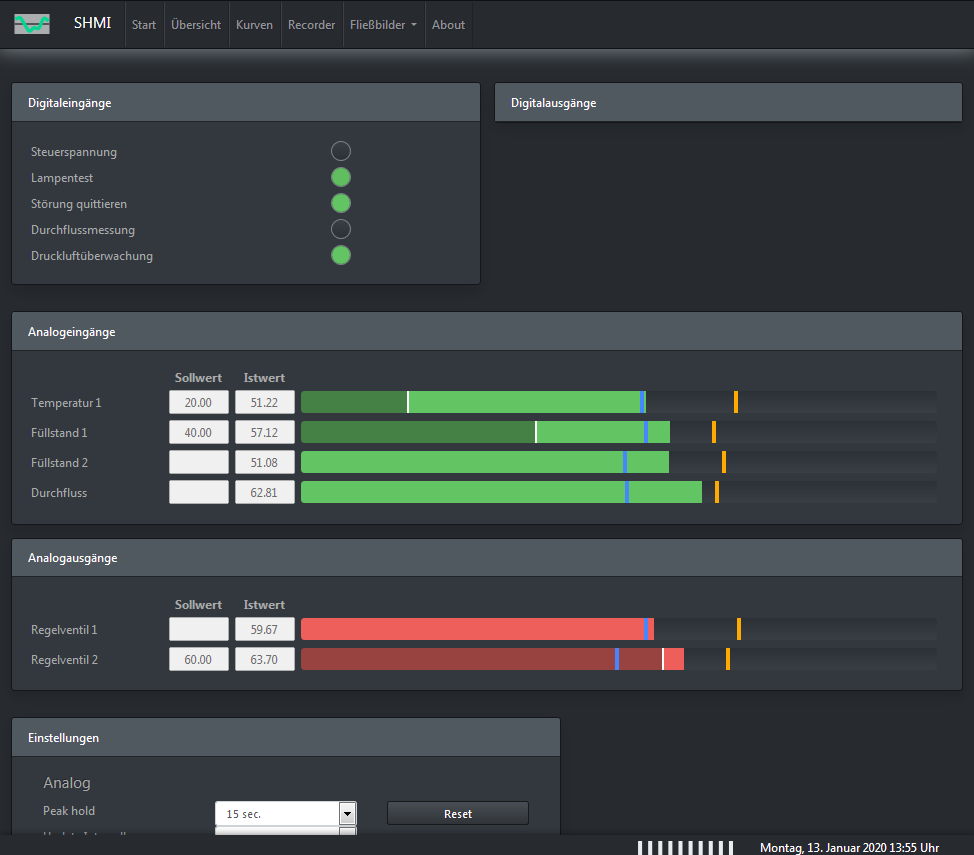 SHMI Start Übersicht Kurven Recorder Fließbilder About
Digitaleingänge
Steuerspannung
Lampentest
Störung quittieren
Durchflussmessung
Druckluftüberwachung
Digitalausgänge
Analogeingänge
Sollwert Istwert
Temperatur 1 20.00 51.22
Füllstand 1 40.00 57.12
Füllstand 2 51.08
Durchfluss 62.81
Analogausgänge
Sollwert Istwert
Regelventil 1 59.67
Regelventil 2 60.00 63.70
Einstellungen
Analog
Peak hold 15 sec. Reset
Montag, 13. Januar 2020 13:55 Uhr